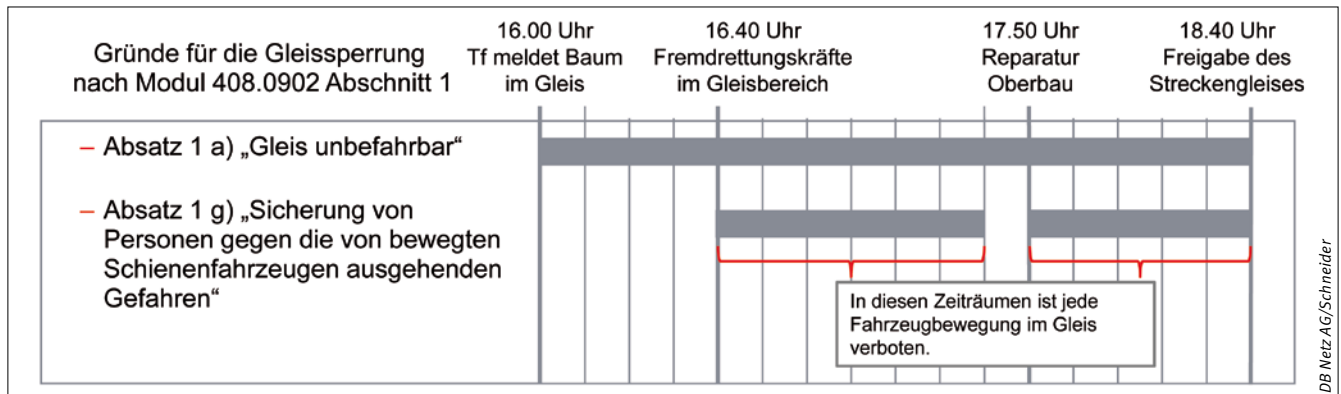 Gründe für die Gleissperrung
nach Modul 408.0902 Abschnitt 1
16.00 Uhr
Tf meldet Baum
im Gleis
16.40 Uhr
Fremdrettungskräfte
im Gleisbereich
17.50 Uhr
Reparatur
Oberbau
18.40 Uhr
Freigabe des
Streckengleises
– Absatz 1 a) „Gleis unbefahrbar“
– Absatz 1 g) „Sicherung von
Personen gegen die von bewegten
Schienenfahrzeugen ausgehenden
Gefahren“
In diesen Zeiträumen ist jede
Fahrzeugbewegung im Gleis
verboten.
DB Netz AG/Schneider